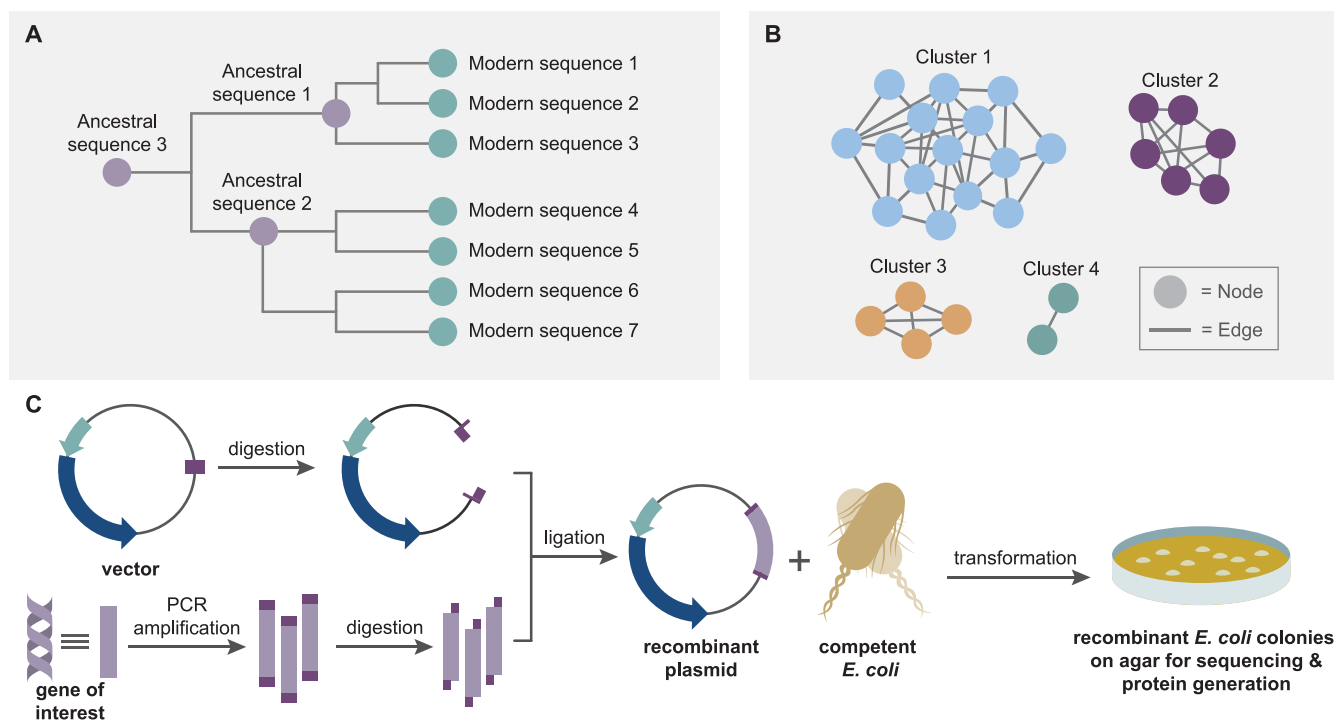 A
Ancestral
sequence 3
Ancestral
sequence 1
Ancestral
sequence 2
Modern sequence 1
Modern sequence 2
Modern sequence 3
Modern sequence 4
Modern sequence 5
Modern sequence 6
Modern sequence 7
B
Cluster 1
Cluster 2
Cluster 3
Cluster 4
= Node
= Edge
C
vector
digestion
gene of
interest
PCR
amplification
digestion
ligation
recombinant
plasmid
+
competent
E. coli
transformation
recombinant E. coli colonies
on agar for sequencing &
protein generation